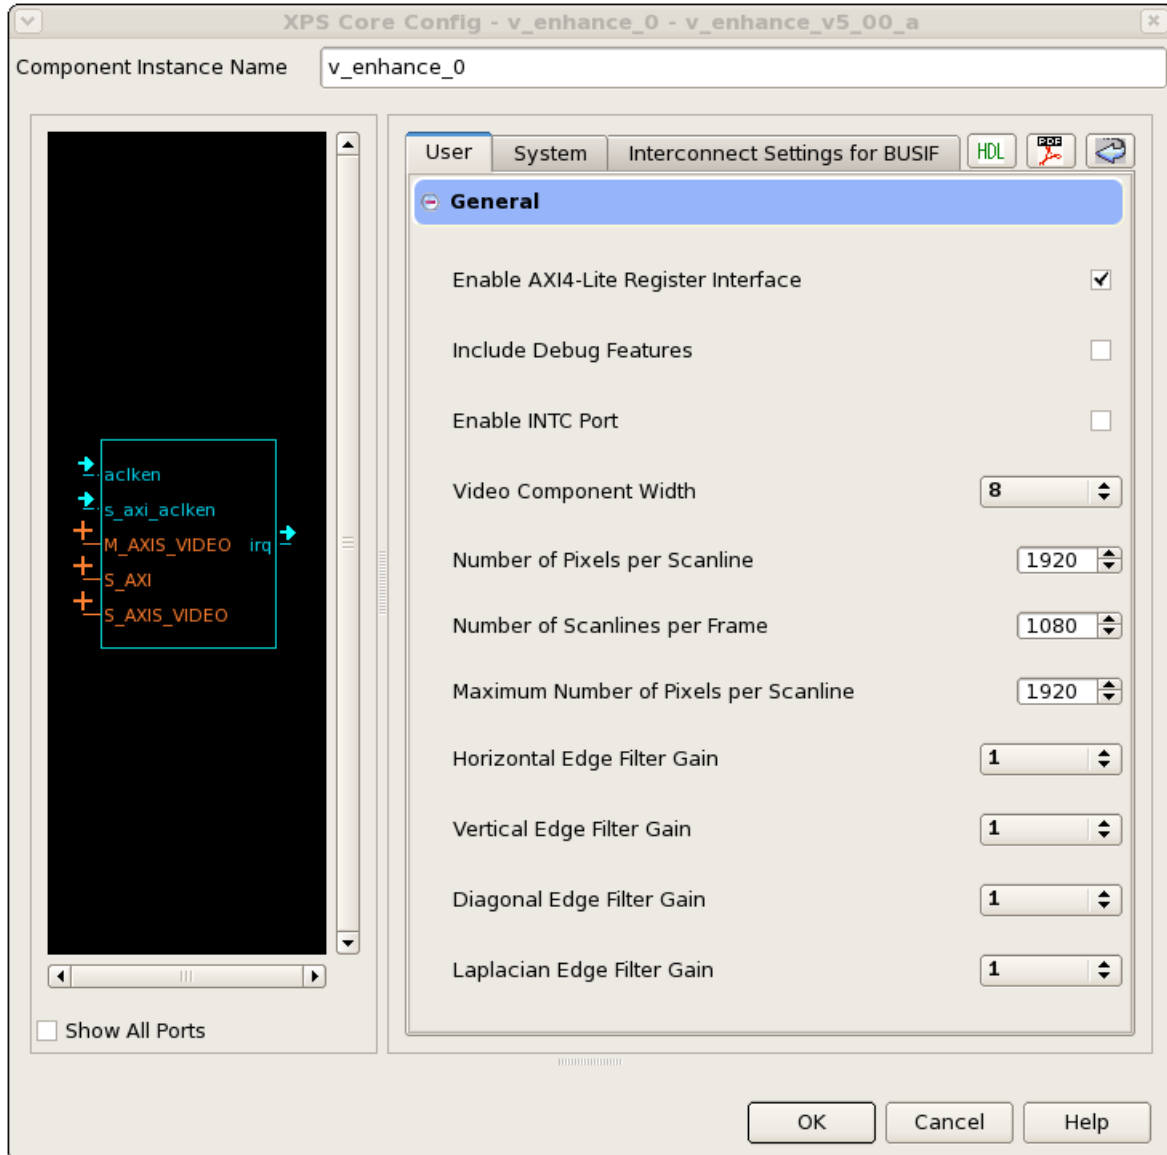 XPS Core Config - v_enhance_0 - v_enhance_v5_00_a
Component Instance Name v_enhance_0
User System Interconnect Settings for BUSIF HDL PDF
General
Enable AXI4-Lite Register Interface
Include Debug Features
Enable INTC Port
Video Component Width 8
Number of Pixels per Scanline 1920
Number of Scanlines per Frame 1080
Maximum Number of Pixels per Scanline 1920
Horizontal Edge Filter Gain 1
Vertical Edge Filter Gain 1
Diagonal Edge Filter Gain 1
Laplacian Edge Filter Gain 1
aclken
s_axi_aclken
M_AXIS_VIDEO irq
S_AXI
S_AXIS_VIDEO
Show All Ports
OK Cancel Help